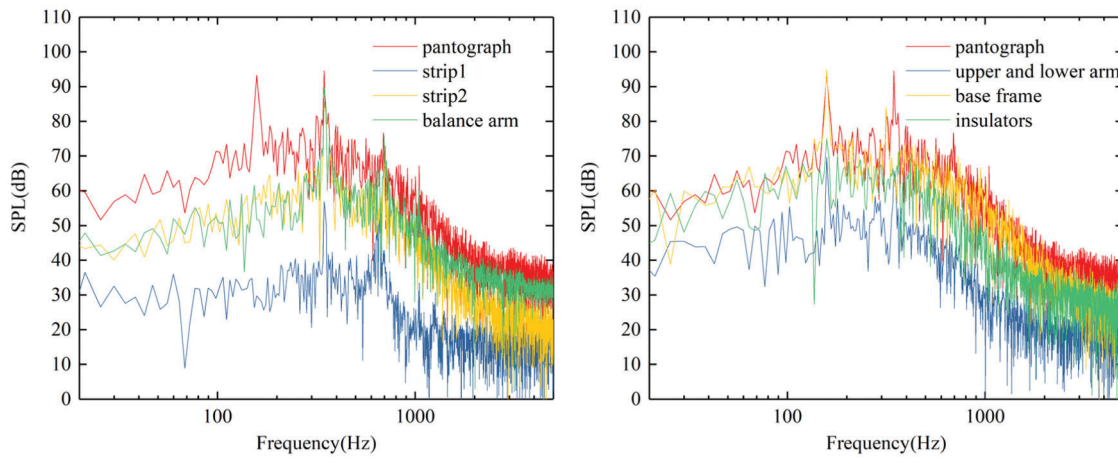 110
100
90
80
70
60
50
40
30
20
10
0
SPL(dB)
pantograph
strip1
strip2
balance arm
100 1000
Frequency(Hz)
110
100
90
80
70
60
50
40
30
20
10
0
SPL(dB)
pantograph
upper and lower arm
base frame
insulators
100 1000
Frequency(Hz)